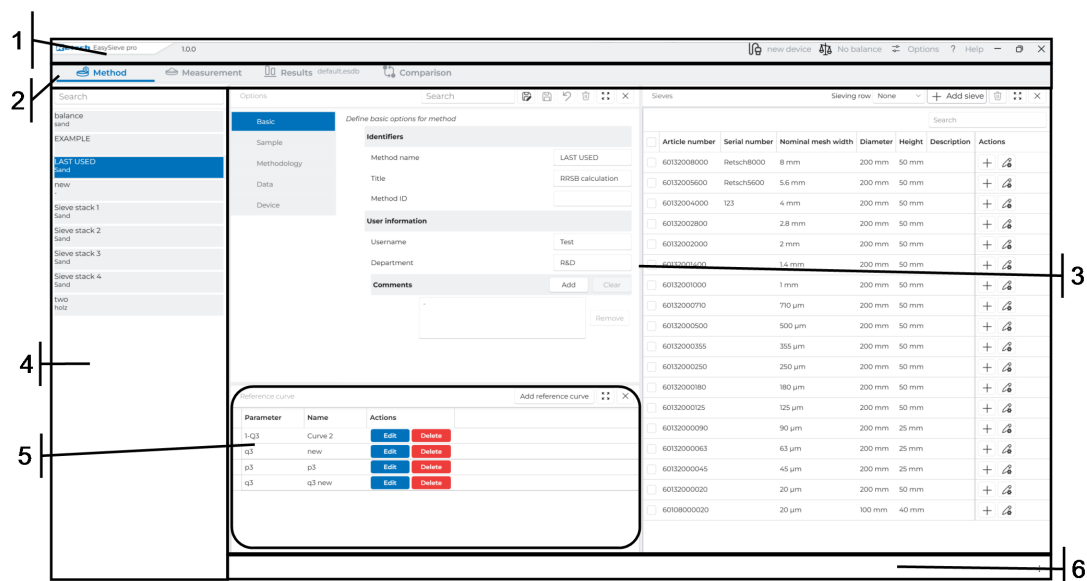 1
EasySieve pro 1.0.0 new device No balance Options ? Help
2
Method Measurement Results default.esdb Comparison
Search
balance
sand
EXAMPLE
LAST USED
Sand
new
-
Sieve stack 1
Sand
Sieve stack 2
Sand
Sieve stack 3
Sand
Sieve stack 4
Sand
two
holz
4
Options Search
Basic
Sample
Methodology
Data
Device
Define basic options for method
Identifiers
Method name LAST USED
Title RRSB calculation
Method ID
User information
Username Test
Department R&D
Comments Add Clear
-
Remove
3
Reference curve Add reference curve
Parameter Name Actions
1-Q3 Curve 2 Edit Delete
q3 new Edit Delete
p3 p3 Edit Delete
q3 q3 new Edit Delete
5
Sieves Sieving row None + Add sieve
Search
Article number Serial number Nominal mesh width Diameter Height Description Actions
60132008000 Retsch8000 8 mm 200 mm 50 mm
60132005600 Retsch5600 5.6 mm 200 mm 50 mm
60132004000 123 4 mm 200 mm 50 mm
60132002800 2.8 mm 200 mm 50 mm
60132002000 2 mm 200 mm 50 mm
60132001400 1.4 mm 200 mm 50 mm
60132001000 1 mm 200 mm 50 mm
60132000710 710 µm 200 mm 50 mm
60132000500 500 µm 200 mm 50 mm
60132000355 355 µm 200 mm 50 mm
60132000250 250 µm 200 mm 50 mm
60132000180 180 µm 200 mm 50 mm
60132000125 125 µm 200 mm 50 mm
60132000090 90 µm 200 mm 25 mm
60132000063 63 µm 200 mm 25 mm
60132000045 45 µm 200 mm 25 mm
60132000020 20 µm 200 mm 50 mm
60108000020 20 µm 100 mm 40 mm
6